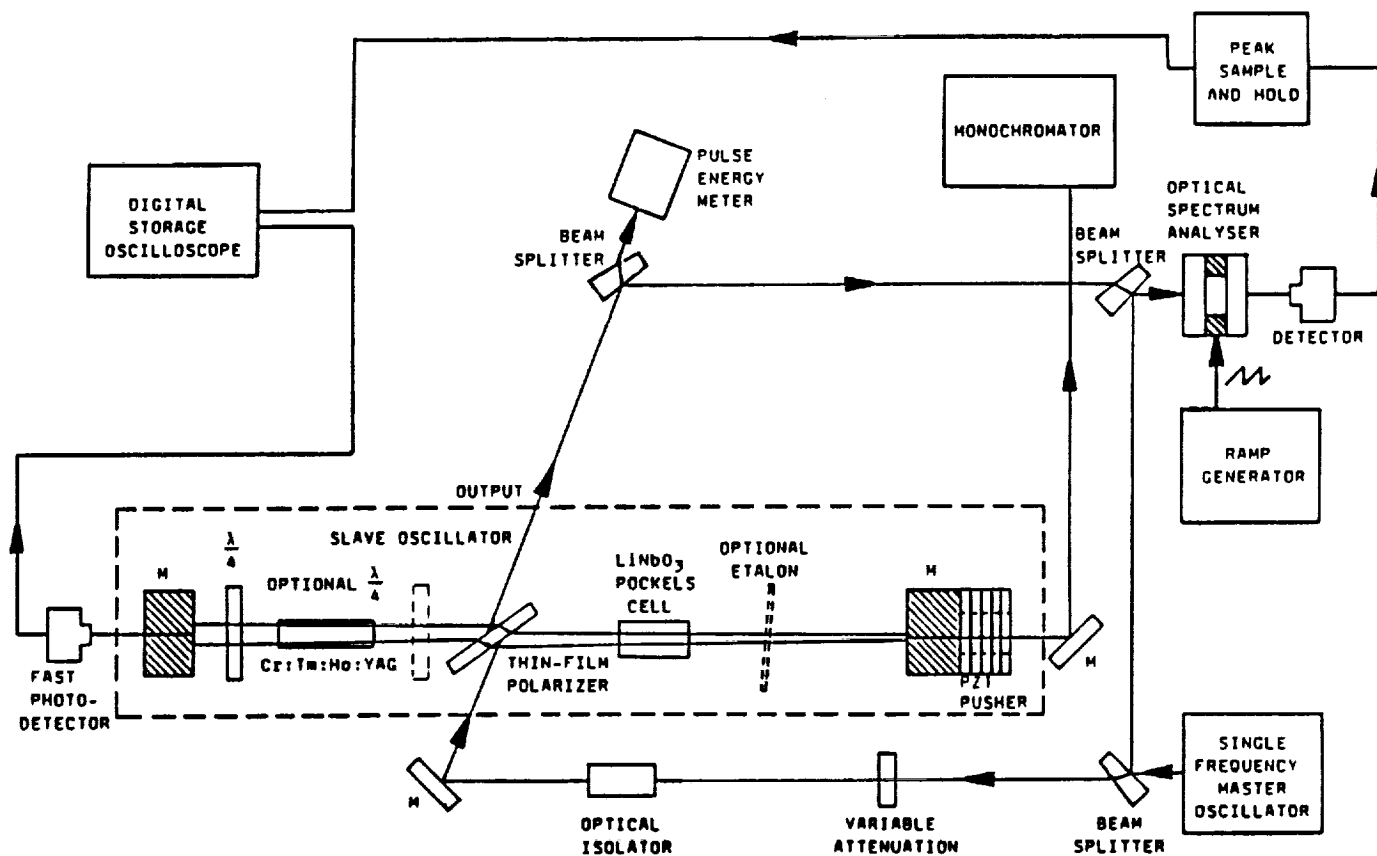 PEAK
SAMPLE
AND HOLD
MONOCHROMATOR
PULSE
ENERGY
METER
DIGITAL
STORAGE
OSCILLOSCOPE
OPTICAL
SPECTRUM
ANALYSER
BEAM
SPLITTER
BEAM
SPLITTER
DETECTOR
RAMP
GENERATOR
OUTPUT
SLAVE OSCILLATOR
λ/4
M
OPTIONAL λ/4
LiNbO3
POCKELS
CELL
OPTIONAL
ETALON
M
Cr:Tm:Ho:YAG
THIN-FILM
POLARIZER
PZT
PUSHER
M
FAST
PHOTO-
DETECTOR
SINGLE
FREQUENCY
MASTER
OSCILLATOR
M
OPTICAL
ISOLATOR
VARIABLE
ATTENUATION
BEAM
SPLITTER